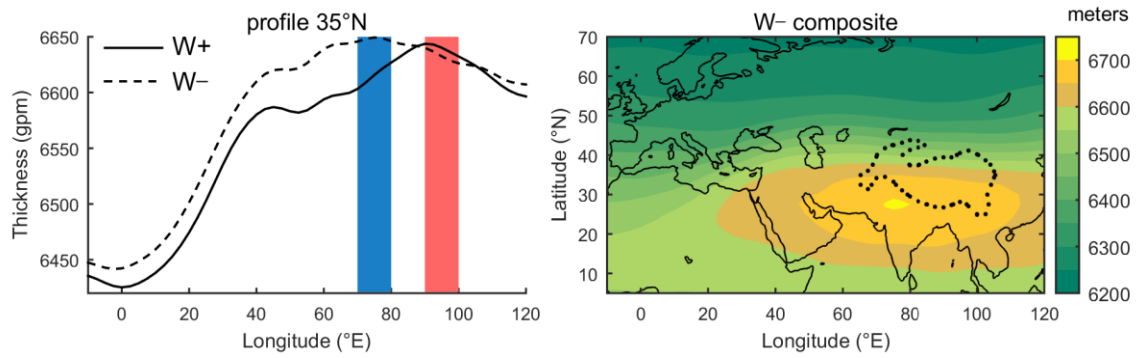 profile 35°N
Thickness (gpm)
6650
6600
6550
6500
6450
W+
W−
0 20 40 60 80 100 120
Longitude (°E)
W− composite
Latitude (°N)
70
60
50
40
30
20
10
0 20 40 60 80 100 120
Longitude (°E)
meters
6700
6600
6500
6400
6300
6200